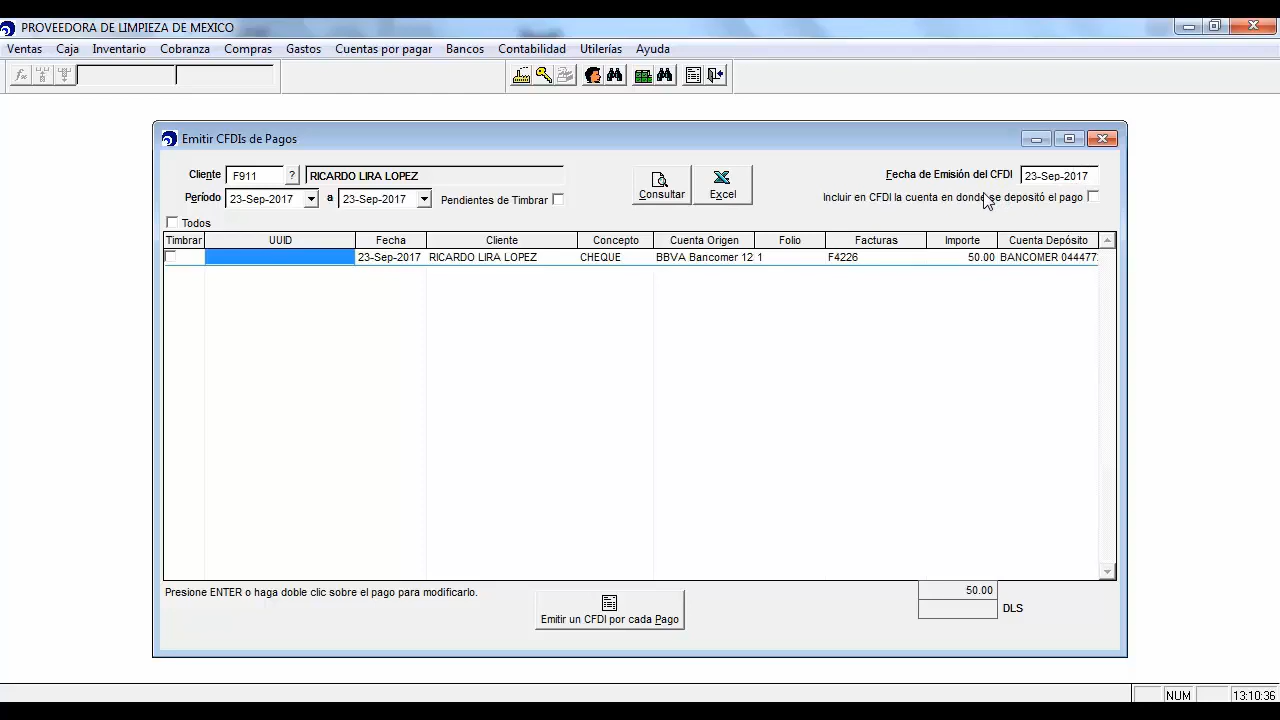 PROVEEDORA DE LIMPIEZA DE MEXICO
Ventas Caja Inventario Cobranza Compras Gastos Cuentas por pagar Bancos Contabilidad Utilerías Ayuda
Emitir CFDIs de Pagos
Cliente F911 ? RICARDO LIRA LOPEZ
Consultar Excel
Fecha de Emisión del CFDI 23-Sep-2017
Período 23-Sep-2017 a 23-Sep-2017 Pendientes de Timbrar
Incluir en CFDI la cuenta en donde se depositó el pago
Todos
Timbrar UUID Fecha Cliente Concepto Cuenta Origen Folio Facturas Importe Cuenta Depósito
23-Sep-2017 RICARDO LIRA LOPEZ CHEQUE BBVA Bancomer 12 1 F4226 50.00 BANCOMER 044477
Presione ENTER o haga doble clic sobre el pago para modificarlo.
50.00
DLS
Emitir un CFDI por cada Pago
NUM 13:10:36